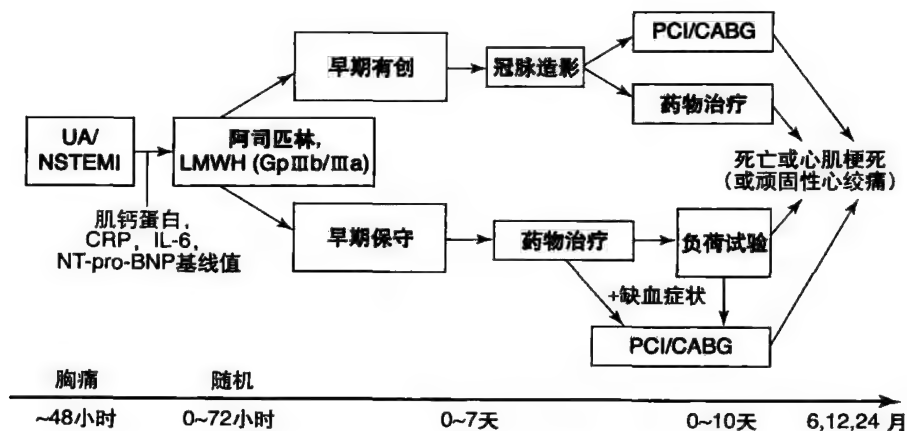 PCI/CABG
早期有创
冠脉造影
药物治疗
UA/
NSTEMI
阿司匹林,
LMWH (GpⅢb/Ⅲa)
死亡或心肌梗死
(或顽固性心绞痛)
肌钙蛋白,
CRP, IL-6,
NT-pro-BNP基线值
早期保守
药物治疗
负荷试验
+缺血症状
PCI/CABG
胸痛
随机
~48小时
0~72小时
0~7天
0~10天
6,12,24 月